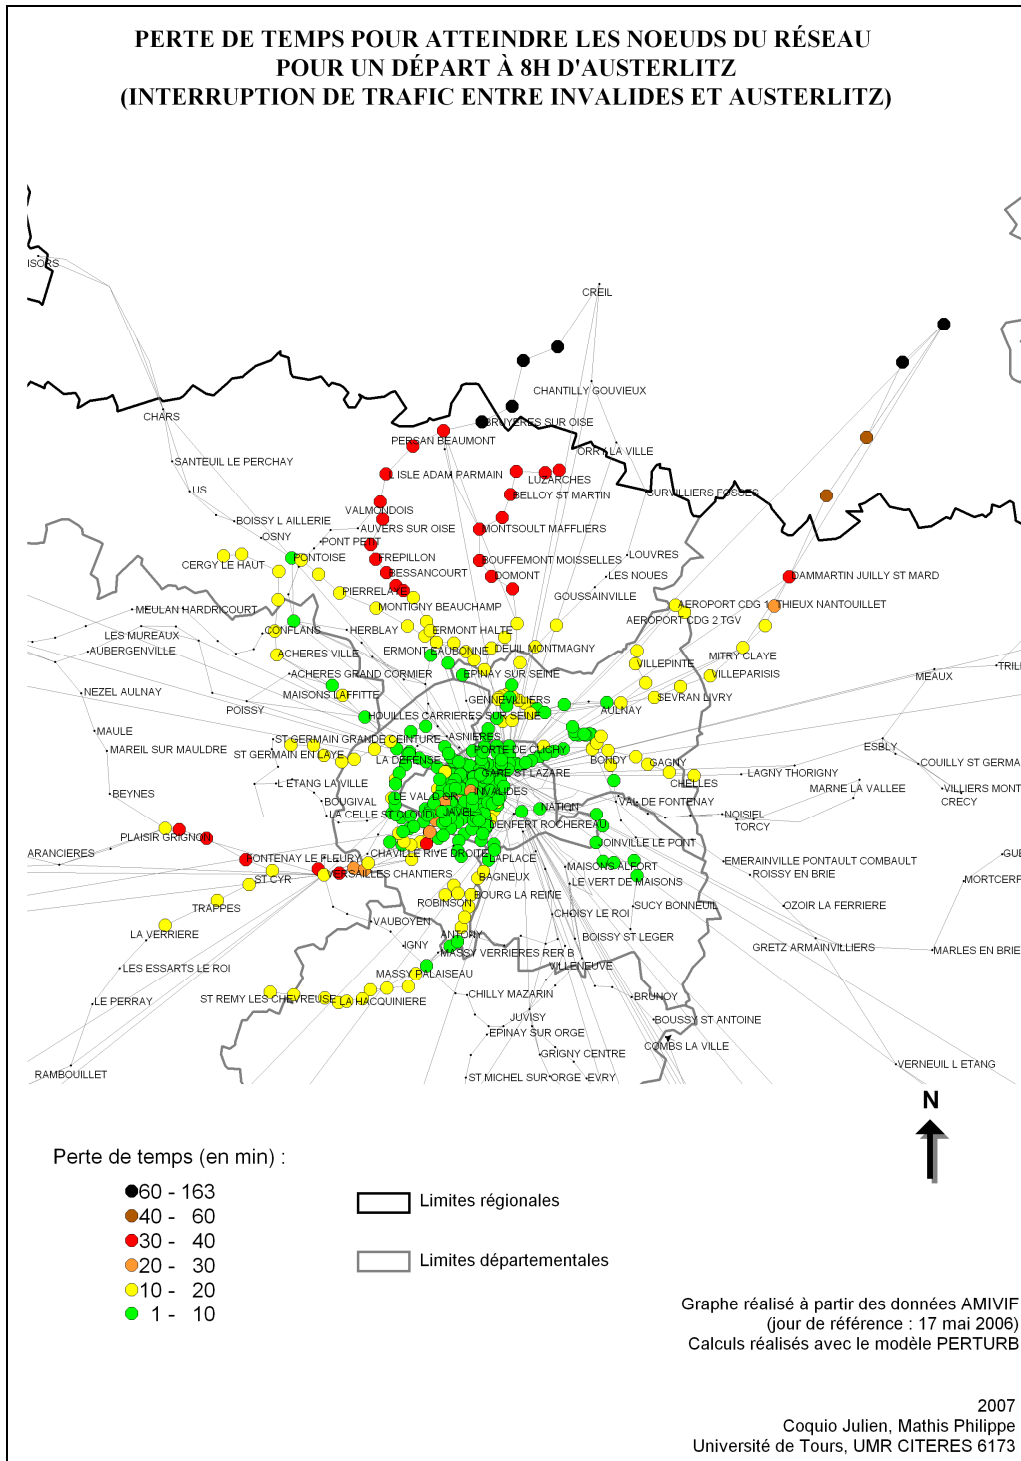 PERTE DE TEMPS POUR ATTEINDRE LES NOEUDS DU RÉSEAU
POUR UN DÉPART À 8H D'AUSTERLITZ
(INTERRUPTION DE TRAFIC ENTRE INVALIDES ET AUSTERLITZ)
ISORS
CREIL
CHANTILLY GOUVIEUX
CHARS
BRUYERES SUR OISE
PERSAN BEAUMONT
ORRY LA VILLE
SANTEUIL LE PERCHAY
L ISLE ADAM PARMAIN
LUZARCHES
US
BELLOY ST MARTIN
SURVILLIERS FOSSES
VALMONDOIS
BOISSY L AILLERIE
AUVERS SUR OISE
MONTSOULT MAFFLIERS
OSNY
PONT PETIT
LOUVRES
CERGY LE HAUT
PONTOISE
FREPILLON
BOUFFEMONT MOISSELLES
BESSANCOURT
DOMONT
LES NOUES
DAMMARTIN JUILLY ST MARD
PIERRELAYE
GOUSSAINVILLE
MEULAN HARDRICOURT
MONTIGNY BEAUCHAMP
AEROPORT CDG 1
THIEUX NANTOUILLET
AEROPORT CDG 2 TGV
LES MUREAUX
CONFLANS
HERBLAY
ERMONT HALTE
AUBERGENVILLE
ACHERES VILLE
ERMONT EAUBONNE
DEUIL MONTMAGNY
MITRY CLAYE
VILLEPINTE
ACHERES GRAND CORMIER
EPINAY SUR SEINE
VILLEPARISIS
MEAUX
TRIL
NEZEL AULNAY
MAISONS LAFFITTE
GENNEVILLIERS
SEVRAN LIVRY
POISSY
AULNAY
HOUILLES CARRIERES SUR SEINE
MAULE
ST GERMAIN GRANDE CEINTURE
ASNIERES
MAREIL SUR MAULDRE
ST GERMAIN EN LAYE
LA DEFENSE
PORTE DE CLICHY
ESBLY
BONDY
GAGNY
COUILLY ST GERMA
GARE ST LAZARE
LAGNY THORIGNY
L ETANG LA VILLE
CHELLES
MARNE LA VALLEE
VILLIERS MONT
BEYNES
BOUGIVAL
LE VAL D OR
INVALIDES
CRECY
VAL DE FONTENAY
NATION
LA CELLE ST CLOUD
JAVEL
NOISIEL
TORCY
DENFERT ROCHEREAU
PLAISIR GRIGNON
JOINVILLE LE PONT
ARANCIERES
FONTENAY LE FLEURY
CHAVILLE RIVE DROITE
LAPLACE
EMERAINVILLE PONTAULT COMBAULT
GUE
MAISONS ALFORT
VERSAILLES CHANTIERS
ROISSY EN BRIE
BAGNEUX
ST CYR
LE VERT DE MAISONS
MORTCERF
TRAPPES
ROBINSON
BOURG LA REINE
SUCY BONNEUIL
OZOIR LA FERRIERE
CHOISY LE ROI
VAUBOYEN
LA VERRIERE
ANTONY
BOISSY ST LEGER
IGNY
MASSY VERRIERES RER B
GRETZ ARMAINVILLIERS
MARLES EN BRIE
LES ESSARTS LE ROI
MASSY PALAISEAU
VILLENEUVE
LE PERRAY
ST REMY LES CHEVREUSE
LA HACQUINIERE
CHILLY MAZARIN
BRUNOY
JUVISY
BOUSSY ST ANTOINE
EPINAY SUR ORGE
COMBS LA VILLE
GRIGNY CENTRE
RAMBOUILLET
VERNEUIL L ETANG
ST MICHEL SUR ORGE
EVRY
N
Perte de temps (en min) :
60 - 163
40 - 60
30 - 40
20 - 30
10 - 20
1 - 10
Limites régionales
Limites départementales
Graphe réalisé à partir des données AMIVIF
(jour de référence : 17 mai 2006)
Calculs réalisés avec le modèle PERTURB
2007
Coquio Julien, Mathis Philippe
Université de Tours, UMR CITERES 6173